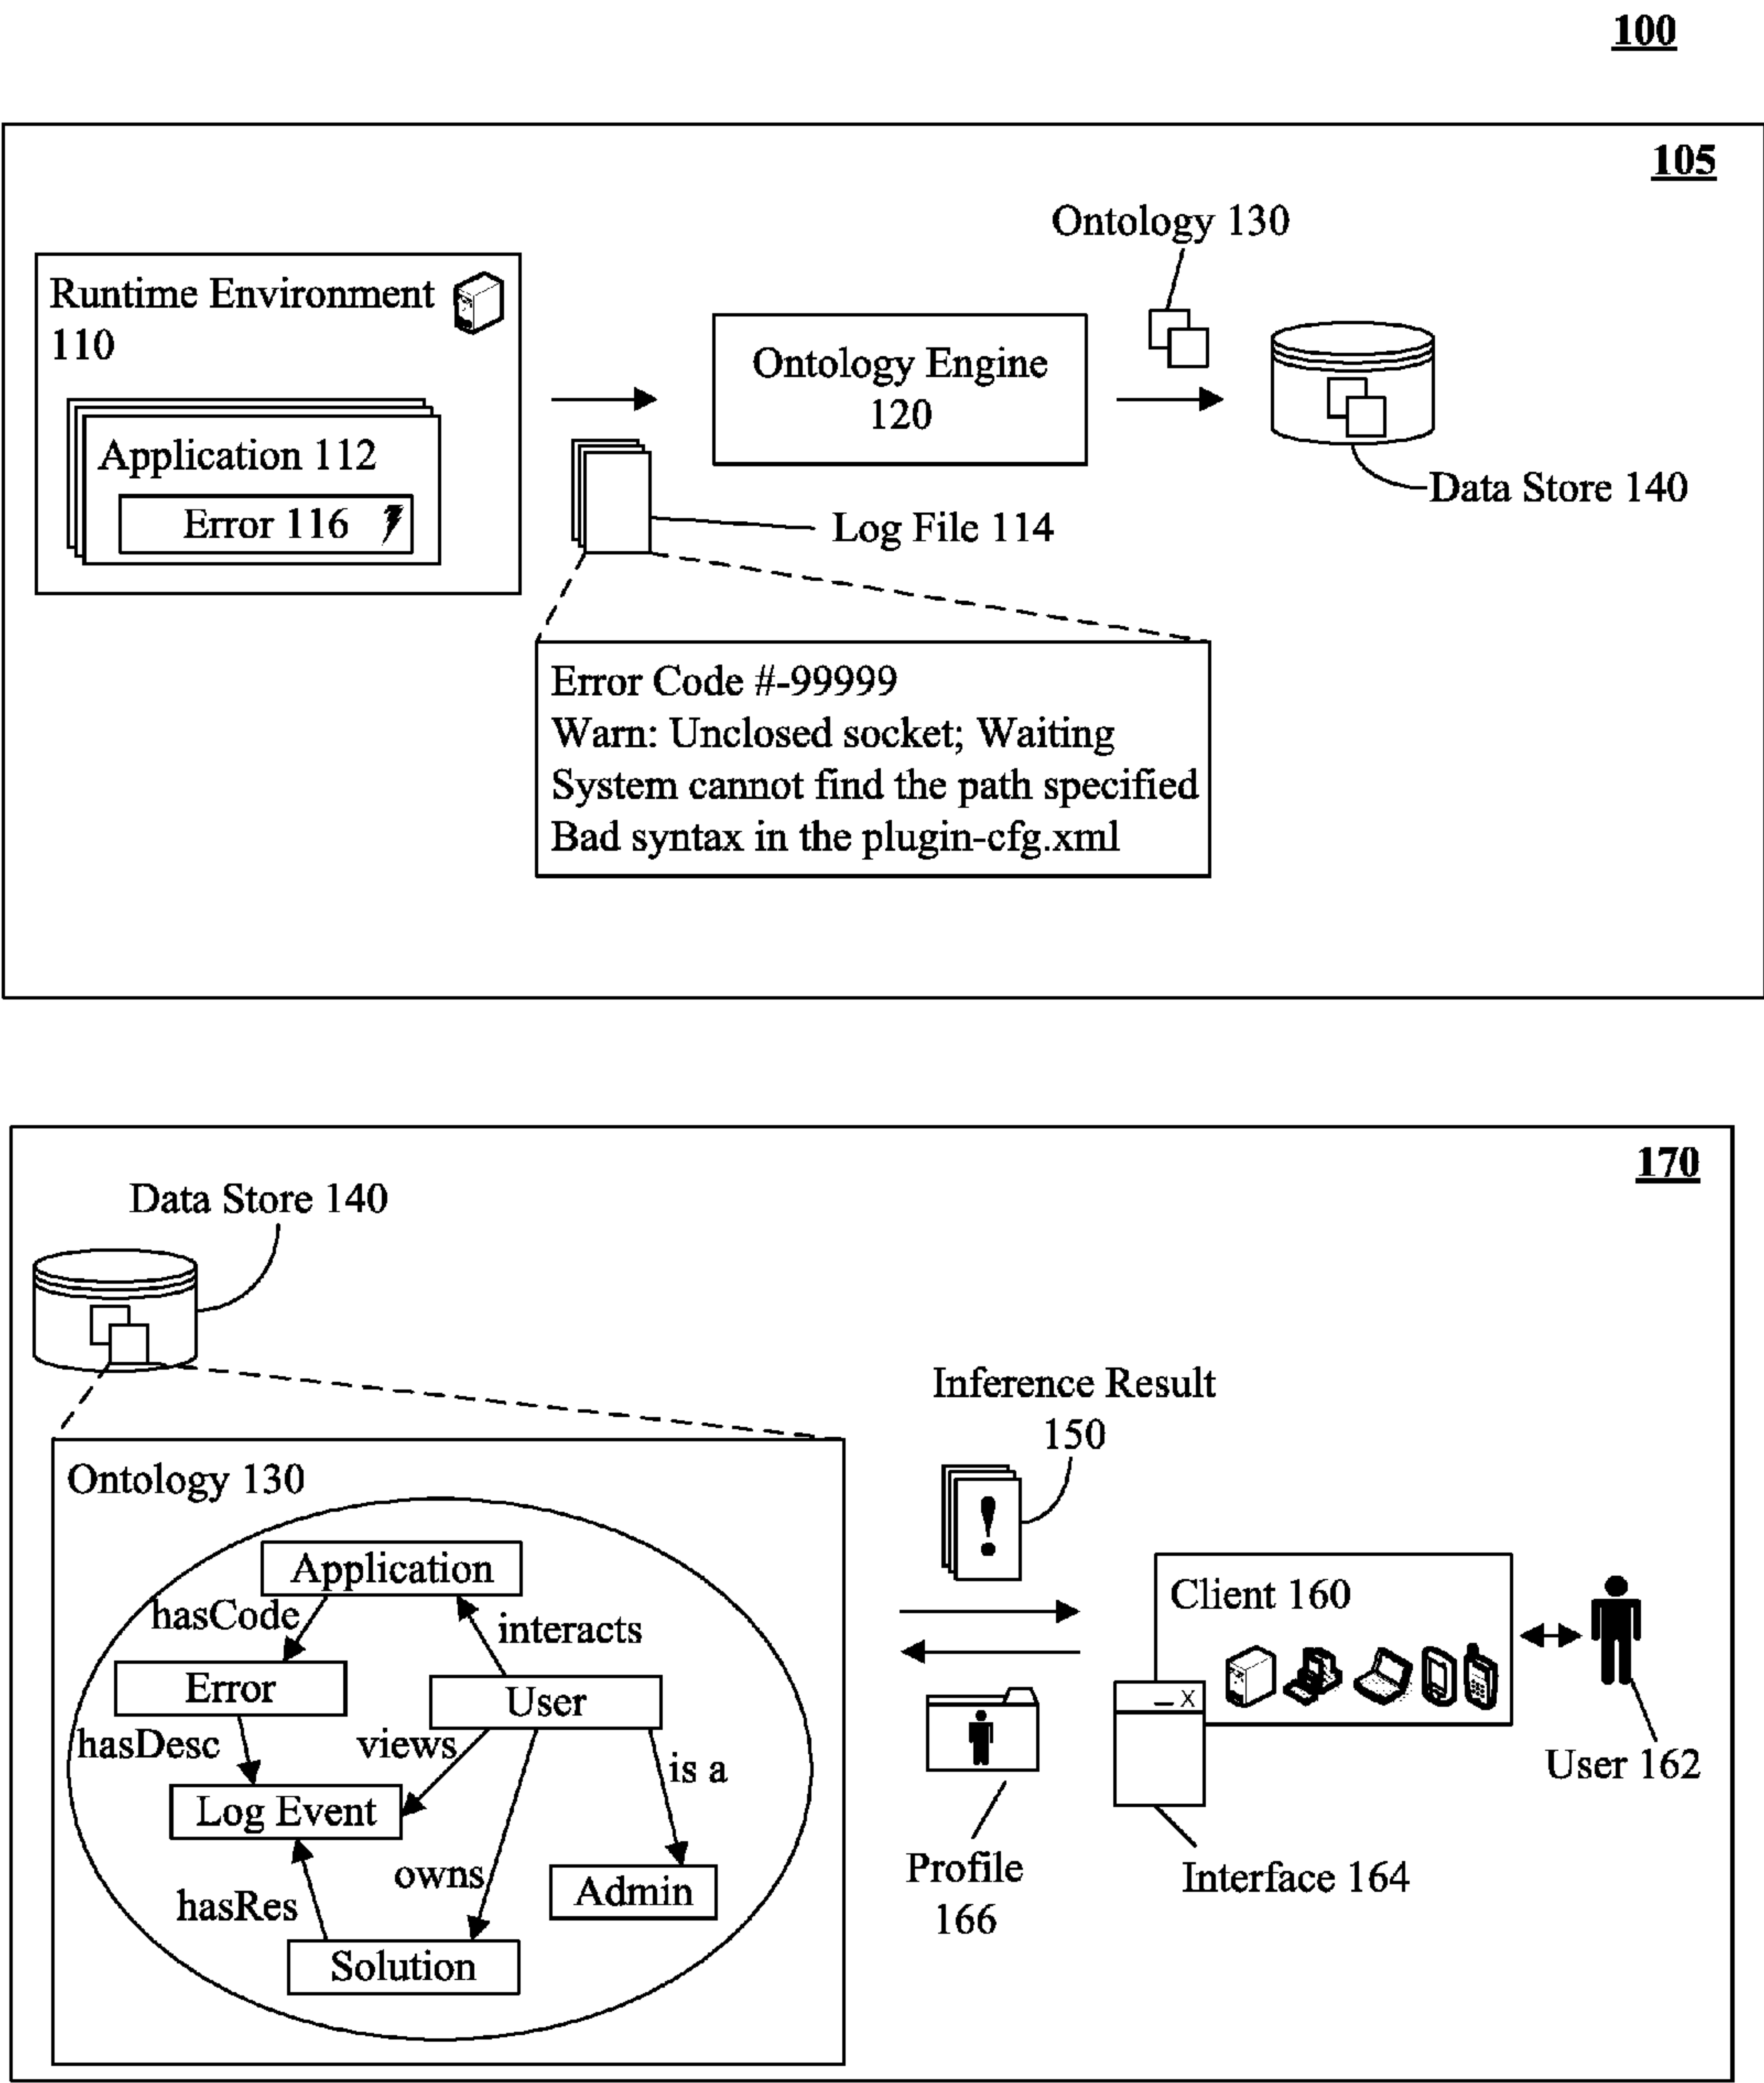 100
105
Ontology 130
Runtime Environment
110
Ontology Engine
120
Application 112
Error 116
Data Store 140
Log File 114
Error Code #-99999
Warn: Unclosed socket; Waiting
System cannot find the path specified
Bad syntax in the plugin-cfg.xml
170
Data Store 140
Inference Result
150
!
Ontology 130
Application
hasCode
interacts
Error
User
hasDesc
views
is a
Log Event
owns
Admin
hasRes
Solution
Client 160
_ X
User 162
Profile
166
Interface 164